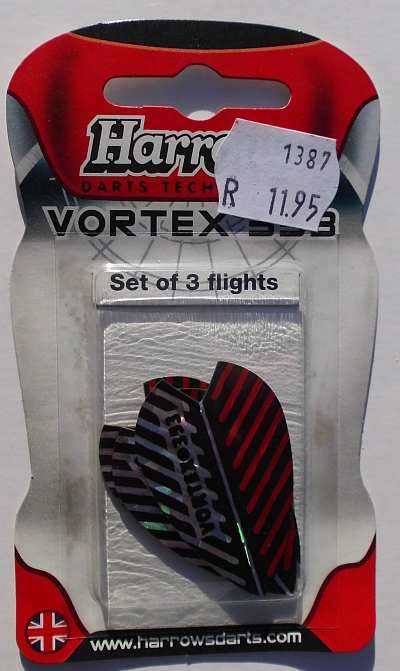 Harro
DARTS TECH
1387
R 11.95
VORTEX
Set of 3 flights
www.harrowsdarts.com